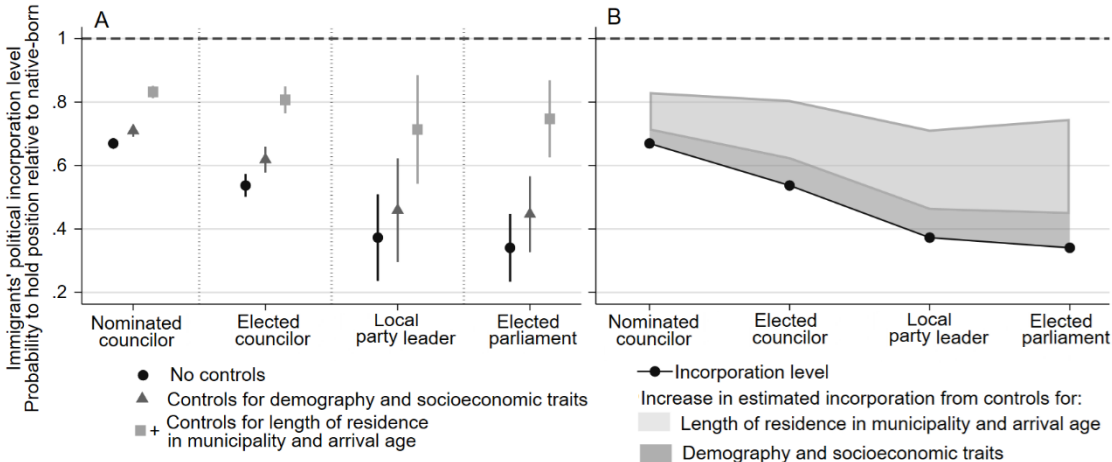 A
B
Immigrants' political incorporation level
Probability to hold position relative to native-born
1
.8
.6
.4
.2
Nominated
councilor
Elected
councilor
Local
party leader
Elected
parliament
Nominated
councilor
Elected
councilor
Local
party leader
Elected
parliament
No controls
Controls for demography and socioeconomic traits
+ Controls for length of residence
in municipality and arrival age
Incorporation level
Increase in estimated incorporation from controls for:
Length of residence in municipality and arrival age
Demography and socioeconomic traits